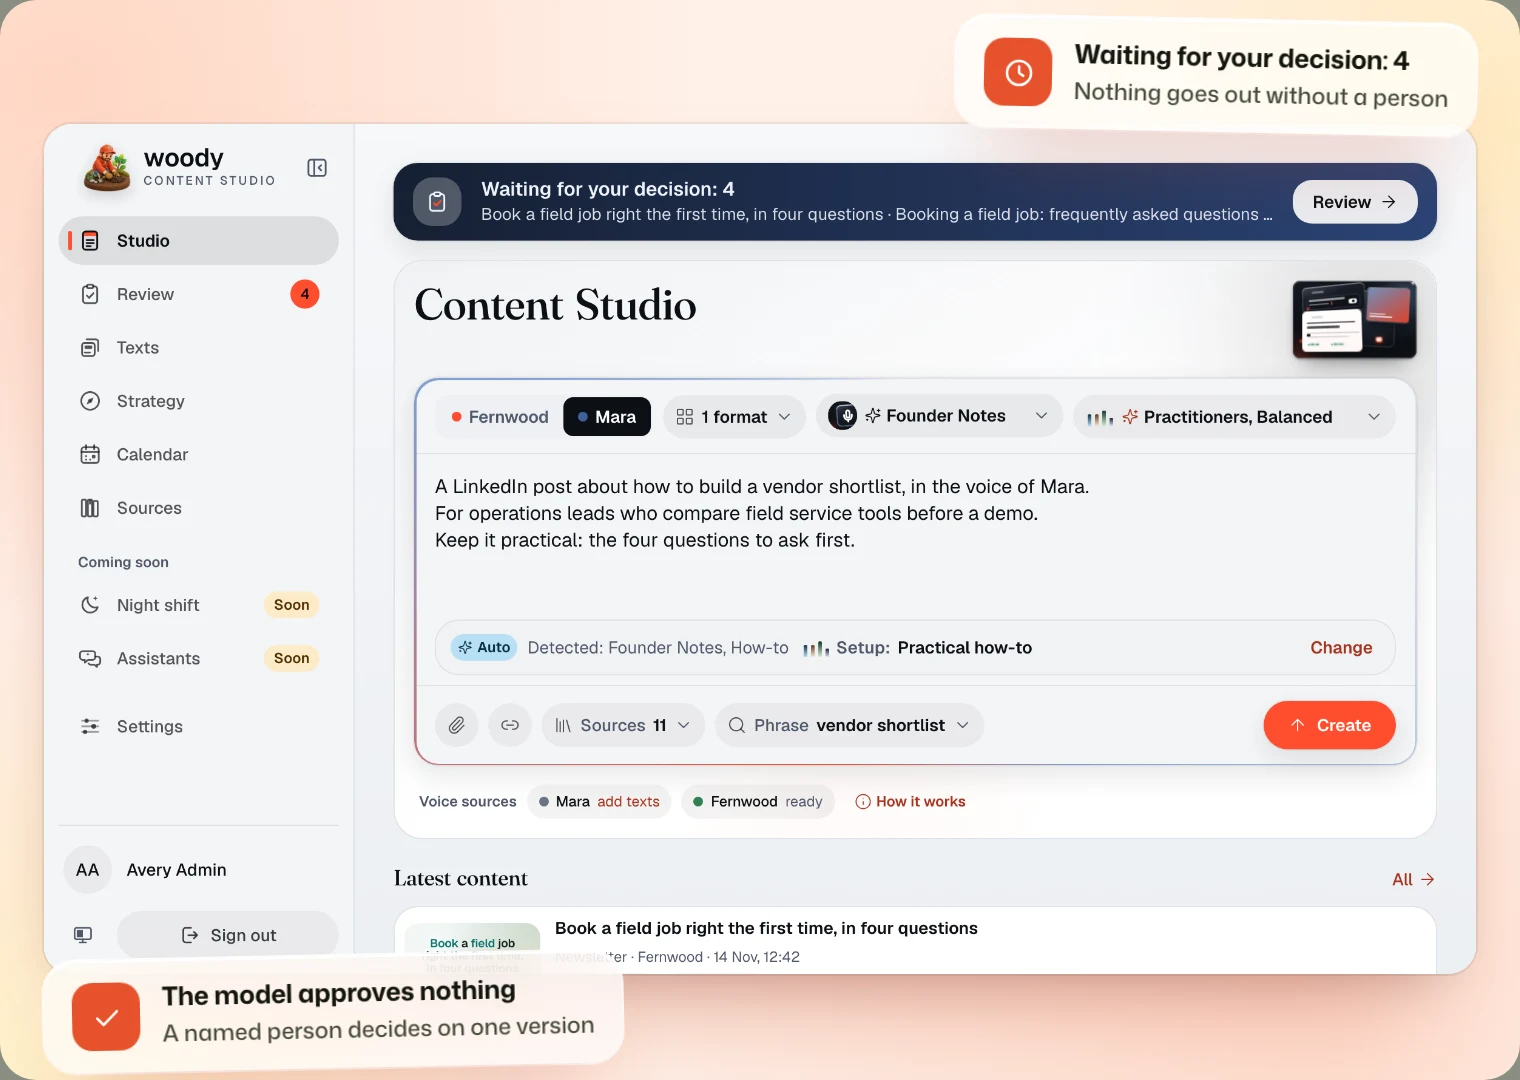 Waiting for your decision: 4
Nothing goes out without a person
woody
CONTENT STUDIO
Studio
Review
4
Texts
Strategy
Calendar
Sources
Coming soon
Night shift
Soon
Assistants
Soon
Settings
AA
Avery Admin
Sign out
Waiting for your decision: 4
Book a field job right the first time, in four questions · Booking a field job: frequently asked questions ...
Review
Content Studio
Fernwood
Mara
1 format
Founder Notes
Practitioners, Balanced
A LinkedIn post about how to build a vendor shortlist, in the voice of Mara.
For operations leads who compare field service tools before a demo.
Keep it practical: the four questions to ask first.
Auto
Detected: Founder Notes, How-to
Setup: Practical how-to
Change
Sources 11
Phrase vendor shortlist
Create
Voice sources
Mara add texts
Fernwood ready
How it works
Latest content
All
Book a field job
right the first time,
in four questions
Book a field job right the first time, in four questions
Newsletter · Fernwood · 14 Nov, 12:42
The model approves nothing
A named person decides on one version